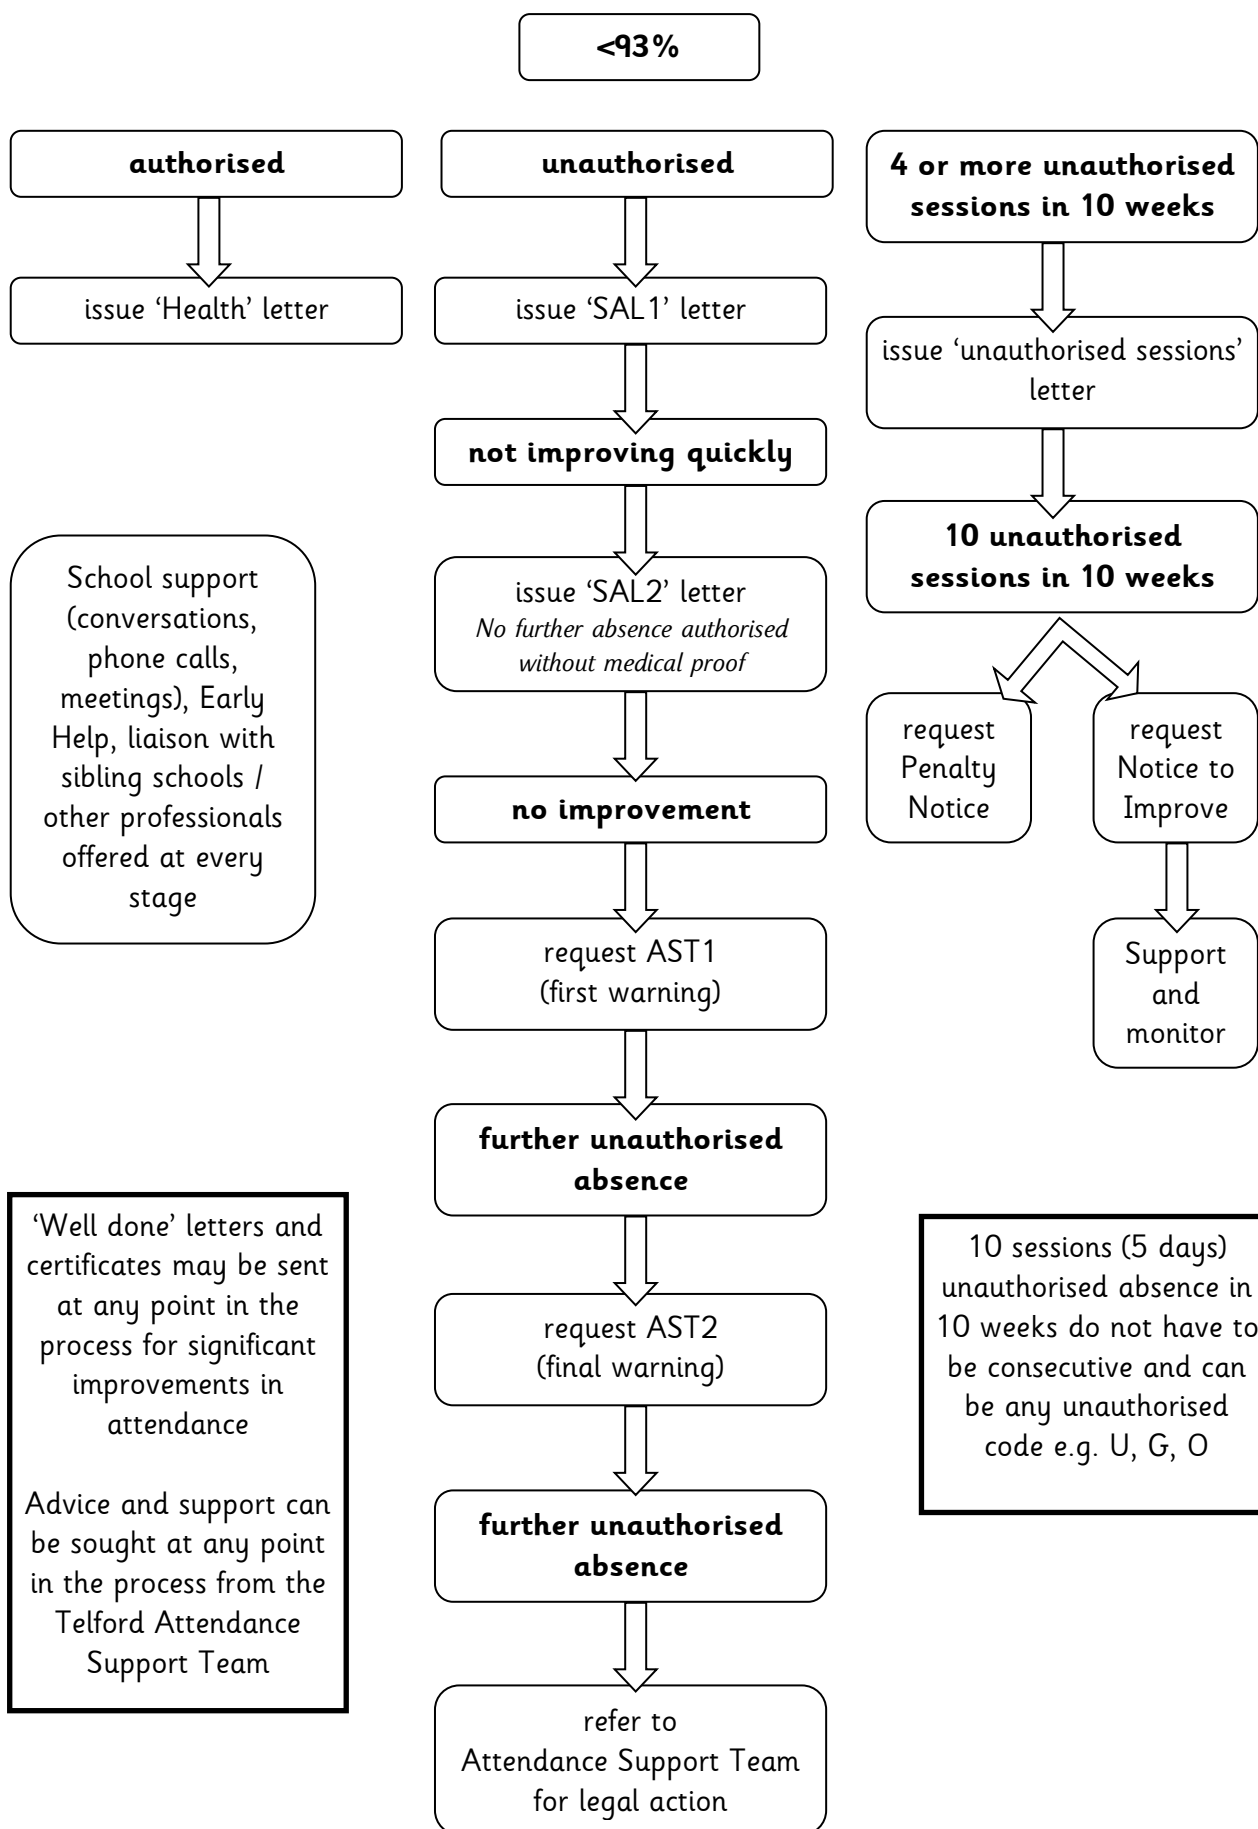 <93%
authorised
issue ‘Health’ letter
School support
(conversations,
phone calls,
meetings), Early
Help, liaison with
sibling schools /
other professionals
offered at every
stage
‘Well done’ letters and
certificates may be sent
at any point in the
process for significant
improvements in
attendance
Advice and support can
be sought at any point
in the process from the
Telford Attendance
Support Team
unauthorised
issue ‘SAL1’ letter
not improving quickly
issue ‘SAL2’ letter
No further absence authorised
without medical proof
no improvement
request AST1
(first warning)
further unauthorised
absence
request AST2
(final warning)
further unauthorised
absence
refer to
Attendance Support Team
for legal action
4 or more unauthorised
sessions in 10 weeks
issue ‘unauthorised sessions’
letter
10 unauthorised
sessions in 10 weeks
request
Penalty
Notice
request
Notice to
Improve
Support
and
monitor
10 sessions (5 days)
unauthorised absence in
10 weeks do not have to
be consecutive and can
be any unauthorised
code e.g. U, G, O